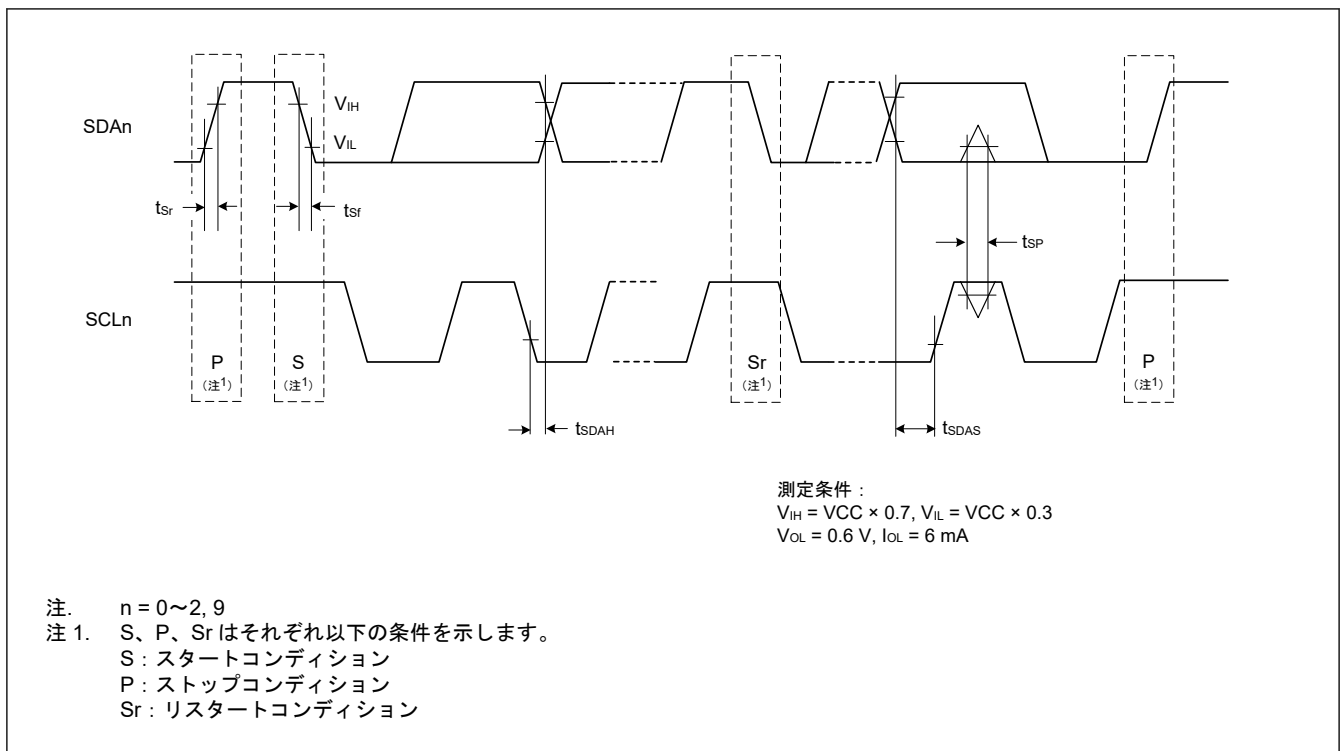 SDAn
VIH
VIL
tSr
tSf
tSP
SCLn
P
(注1)
S
(注1)
Sr
(注1)
P
(注1)
tSDAH
tSDAS
測定条件：
VIH = VCC × 0.7, VIL = VCC × 0.3
VOL = 0.6 V, IOL = 6 mA
注. n = 0～2, 9
注 1. S、P、Sr はそれぞれ以下の条件を示します。
S：スタートコンディション
P：ストップコンディション
Sr：リスタートコンディション